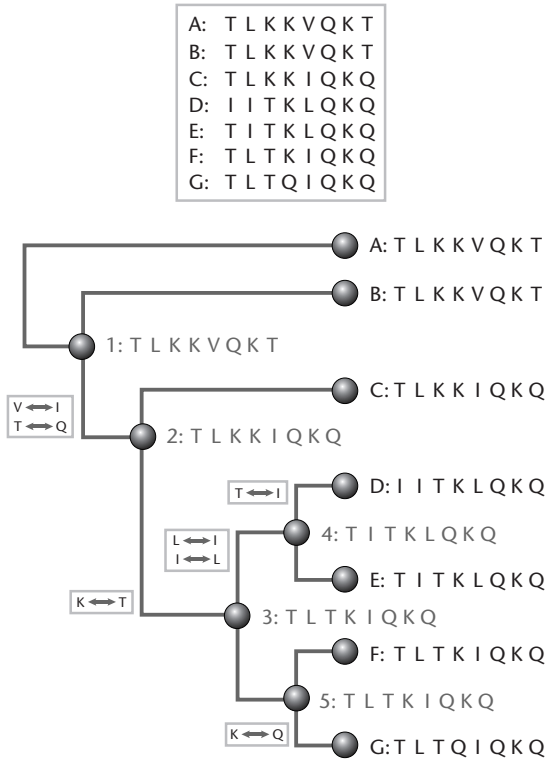 A: T L K K V Q K T
B: T L K K V Q K T
C: T L K K I Q K Q
D: I I T K L Q K Q
E: T I T K L Q K Q
F: T L T K I Q K Q
G: T L T Q I Q K Q
A: T L K K V Q K T
B: T L K K V Q K T
1: T L K K V Q K T
V ⟷ I
T ⟷ Q
C: T L K K I Q K Q
2: T L K K I Q K Q
T ⟷ I
D: I I T K L Q K Q
L ⟷ I
I ⟷ L
4: T I T K L Q K Q
E: T I T K L Q K Q
K ⟷ T
3: T L T K I Q K Q
F: T L T K I Q K Q
5: T L T K I Q K Q
K ⟷ Q
G: T L T Q I Q K Q